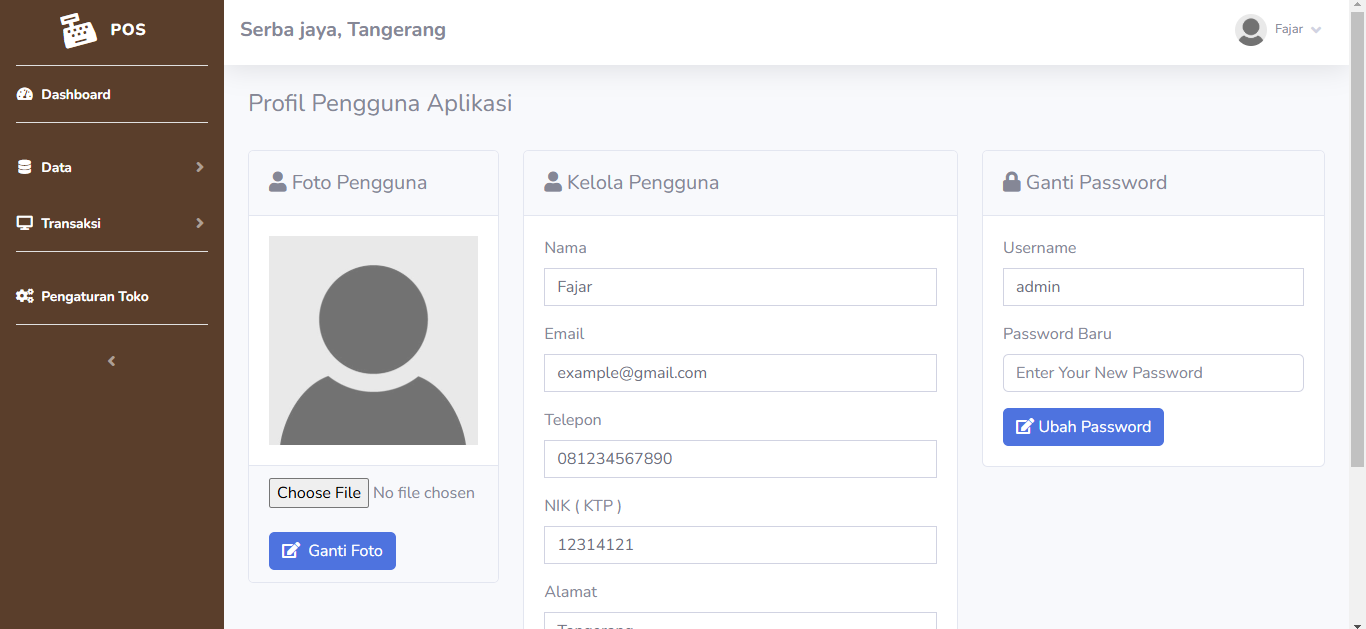 POS
Dashboard
Data
Transaksi
Pengaturan Toko
Serba jaya, Tangerang
Fajar
Profil Pengguna Aplikasi
Foto Pengguna
Choose File No file chosen
Ganti Foto
Kelola Pengguna
Nama
Fajar
Email
example@gmail.com
Telepon
081234567890
NIK ( KTP )
12314121
Alamat
Tangerang
Ganti Password
Username
admin
Password Baru
Enter Your New Password
Ubah Password